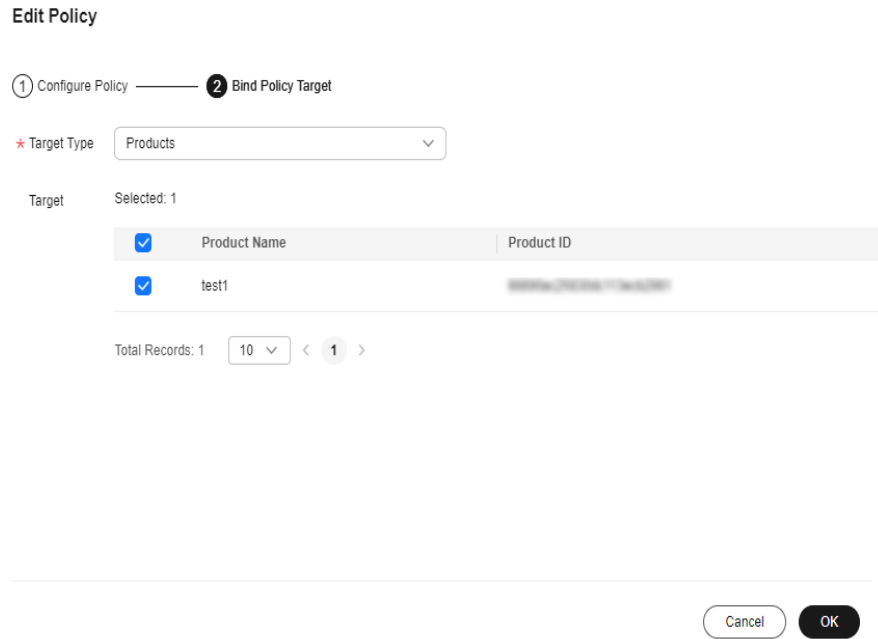 Edit Policy
1 Configure Policy 2 Bind Policy Target
* Target Type Products
Target Selected: 1
Product Name Product ID
test1
Total Records: 1 10 < 1 >
Cancel OK